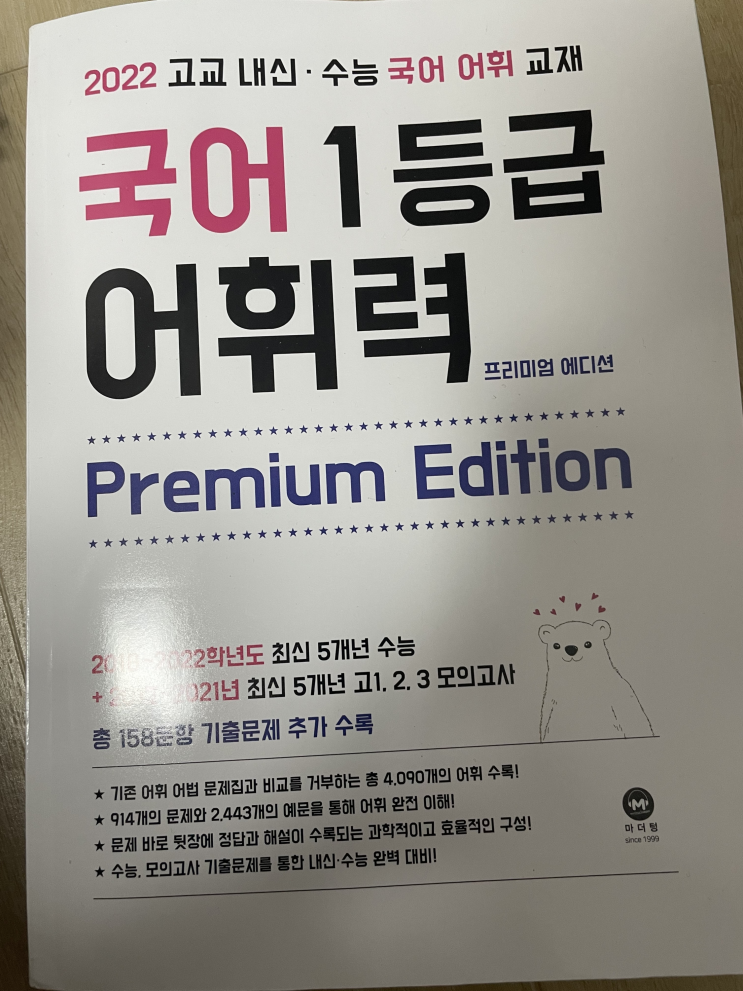 2022 고교 내신·수능 국어 어휘 교재
국어 1등급
어휘력
프리미엄 에디션
Premium Edition
2022학년도 최신 5개년 수능
+ 2021년 최신 5개년 고1, 2, 3 모의고사
총 158문항 기출문제 추가 수록
★ 기존 어휘 어법 문제집과 비교를 거부하는 총 4,090개의 어휘 수록!
★ 914개의 문제와 2,443개의 예문을 통해 어휘 완전 이해!
★ 문제 바로 뒷장에 정답과 해설이 수록되는 과학적이고 효율적인 구성!
★ 수능, 모의고사 기출문제를 통한 내신·수능 완벽 대비!
M
마더텅
since 1999